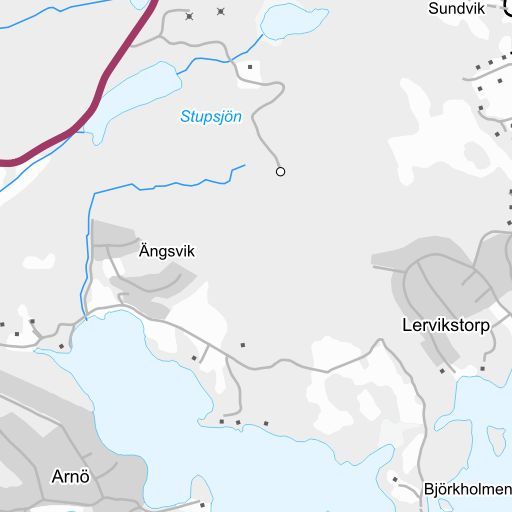 Sundvik
Stupsjön
Ängsvik
Lervikstorp
Arnö
Björkholmen